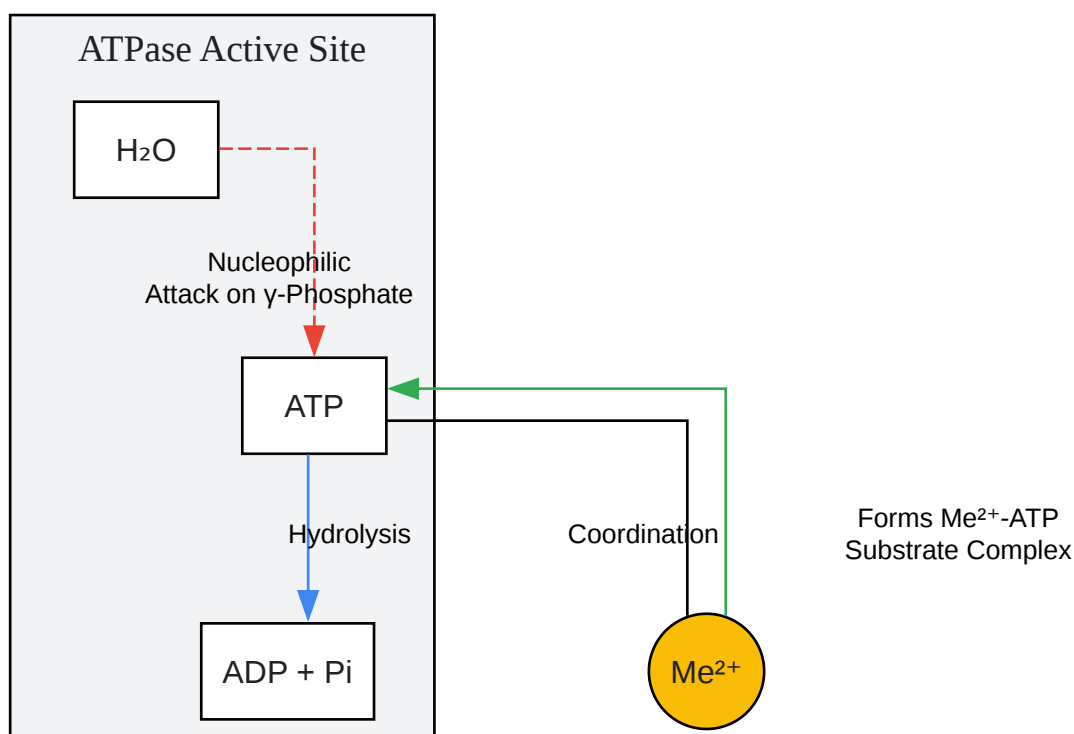 ATPase Active Site
H₂O
Nucleophilic
Attack on γ-Phosphate
ATP
Hydrolysis
Coordination
Forms Me²⁺-ATP
Substrate Complex
ADP + Pi
Me²⁺